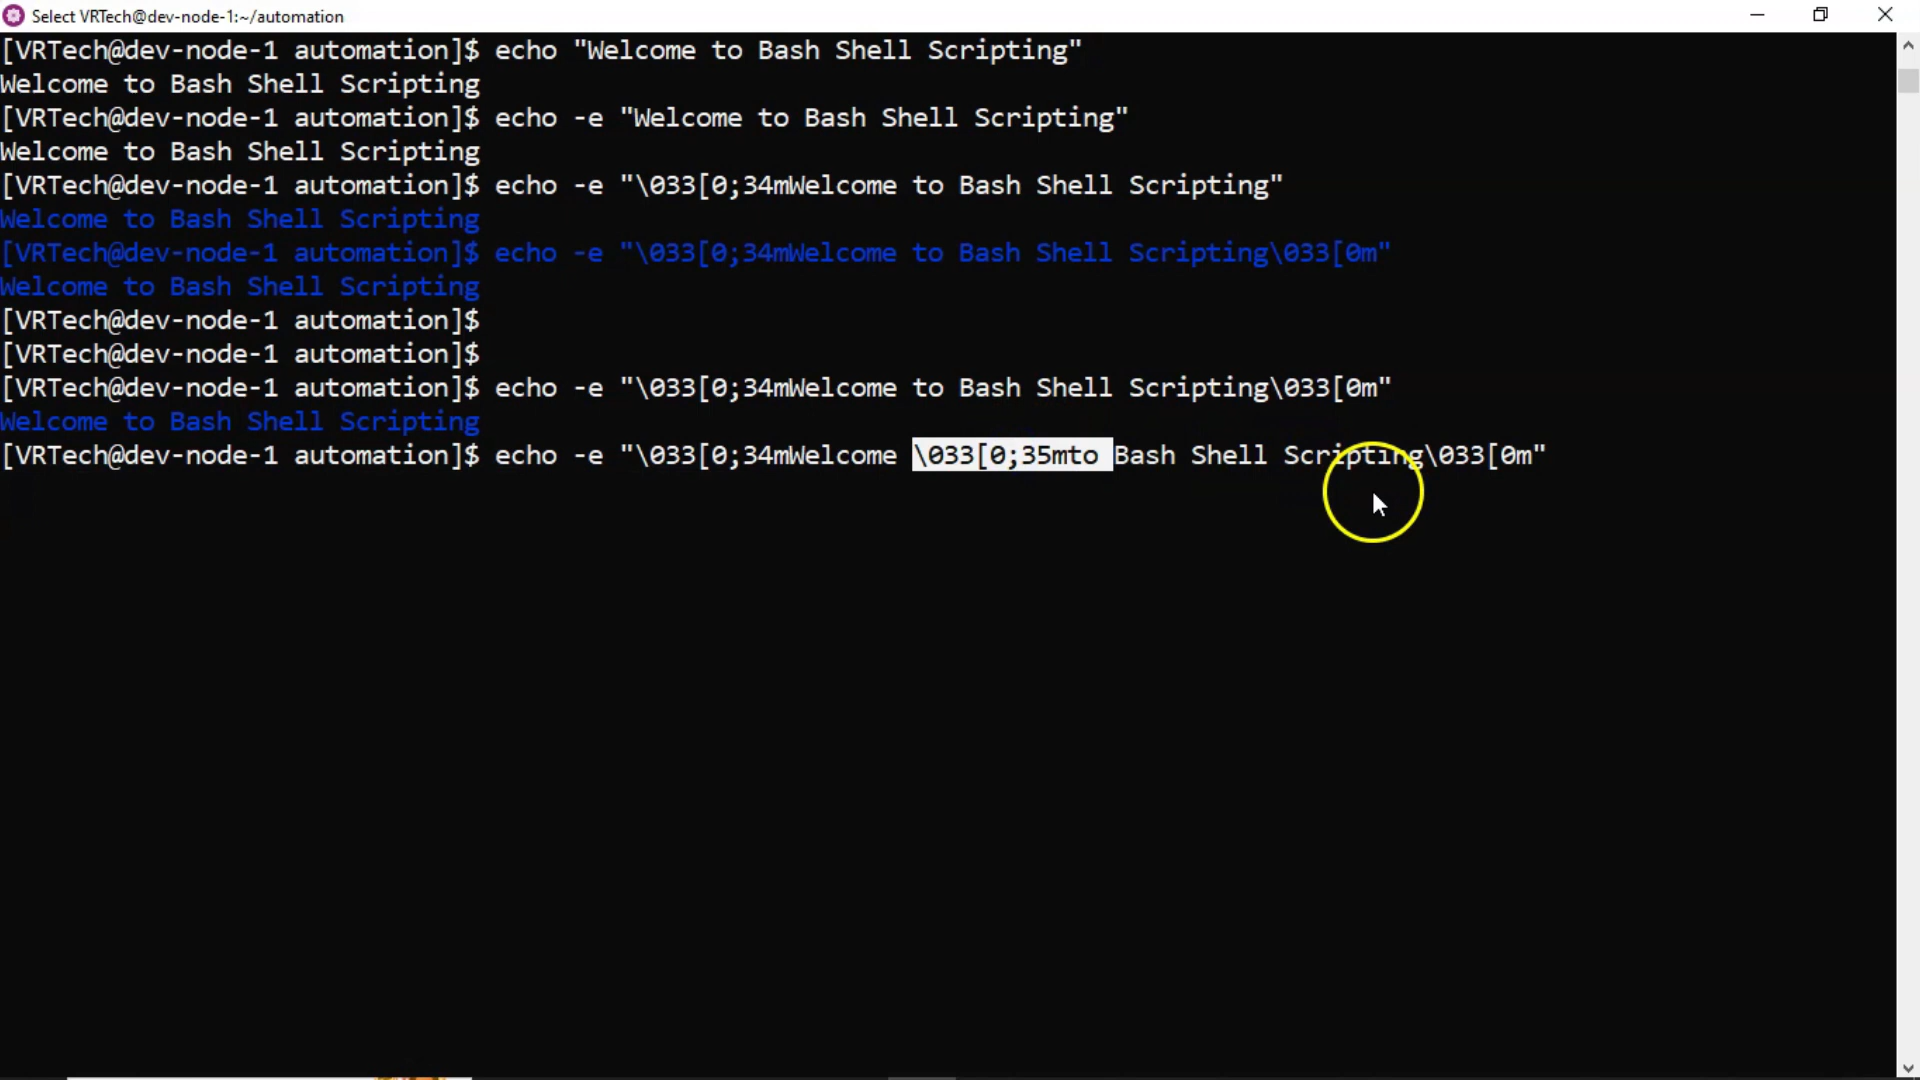 Select VRTech@dev-node-1:~/automation
[VRTech@dev-node-1 automation]$ echo "Welcome to Bash Shell Scripting"
Welcome to Bash Shell Scripting
[VRTech@dev-node-1 automation]$ echo -e "Welcome to Bash Shell Scripting"
Welcome to Bash Shell Scripting
[VRTech@dev-node-1 automation]$ echo -e "\033[0;34mWelcome to Bash Shell Scripting"
Welcome to Bash Shell Scripting
[VRTech@dev-node-1 automation]$ echo -e "\033[0;34mWelcome to Bash Shell Scripting\033[0m"
Welcome to Bash Shell Scripting
[VRTech@dev-node-1 automation]$
[VRTech@dev-node-1 automation]$
[VRTech@dev-node-1 automation]$ echo -e "\033[0;34mWelcome to Bash Shell Scripting\033[0m"
Welcome to Bash Shell Scripting
[VRTech@dev-node-1 automation]$ echo -e "\033[0;34mWelcome \033[0;35mto Bash Shell Scripting\033[0m"